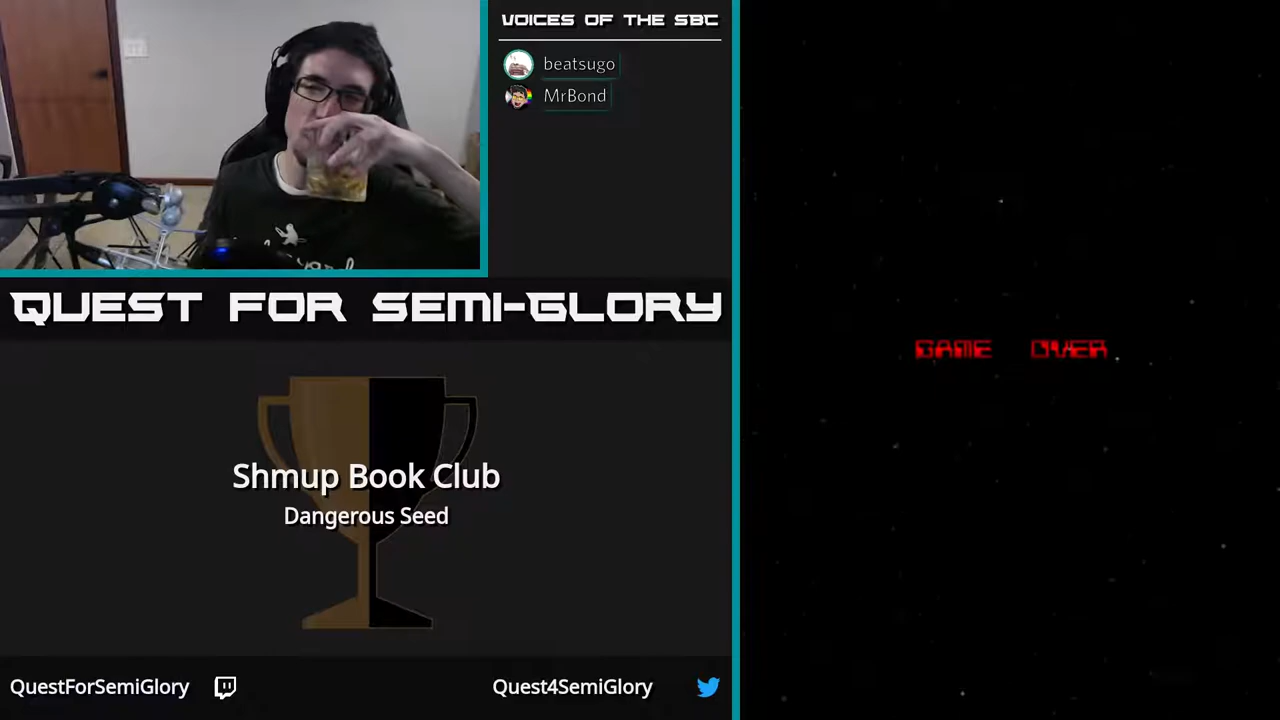 VOICES OF THE SBC
beatsugo
MrBond
QUEST FOR SEMI-GLORY
Shmup Book Club
Dangerous Seed
QuestForSemiGlory
Quest4SemiGlory
GAME OVER